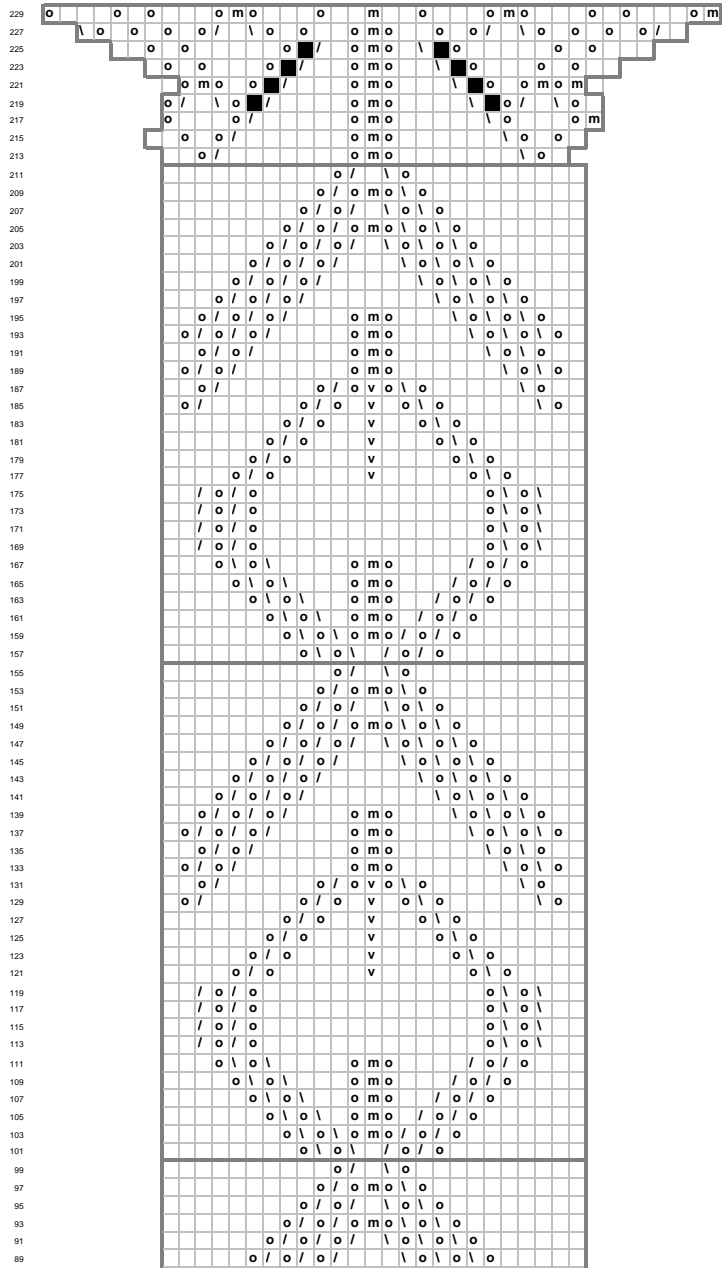 229 o o o o m o o m o o m o o o o m
227 \ o o o o / \ o o o m o o o / \ o o o o /
225 o o o / o m o \ o o o
223 o o o / o m o \ o o o
221 o m o o / o m o \ o o m o m
219 o / \ o / o m o \ o / \ o
217 o o / o m o \ o o m
215 o o / o m o \ o o
213 o / o m o \ o
211 o / \ o
209 o / o m o \ o
207 o / o / \ o \ o
205 o / o / o m o \ o \ o
203 o / o / o / \ o \ o \ o
201 o / o / o / \ o \ o \ o
199 o / o / o / \ o \ o \ o
197 o / o / o / \ o \ o \ o
195 o / o / o / o m o \ o \ o \ o
193 o / o / o / o m o \ o \ o \ o
191 o / o / o m o \ o \ o
189 o / o / o m o \ o \ o
187 o / o / o v o \ o \ o
185 o / o / o v o \ o \ o
183 o / o v o \ o
181 o / o v o \ o
179 o / o v o \ o
177 o / o v o \ o
175 / o / o o \ o \
173 / o / o o \ o \
171 / o / o o \ o \
169 / o / o o \ o \
167 o \ o \ o m o / o / o
165 o \ o \ o m o / o / o
163 o \ o \ o m o / o / o
161 o \ o \ o m o / o / o
159 o \ o \ o m o / o / o
157 o \ o \ / o / o
155 o / \ o
153 o / o m o \ o
151 o / o / \ o \ o
149 o / o / o m o \ o \ o
147 o / o / o / \ o \ o \ o
145 o / o / o / \ o \ o \ o
143 o / o / o / \ o \ o \ o
141 o / o / o / \ o \ o \ o
139 o / o / o / o m o \ o \ o \ o
137 o / o / o / o m o \ o \ o \ o
135 o / o / o m o \ o \ o
133 o / o / o m o \ o \ o
131 o / o / o v o \ o \ o
129 o / o / o v o \ o \ o
127 o / o v o \ o
125 o / o v o \ o
123 o / o v o \ o
121 o / o v o \ o
119 / o / o o \ o \
117 / o / o o \ o \
115 / o / o o \ o \
113 / o / o o \ o \
111 o \ o \ o m o / o / o
109 o \ o \ o m o / o / o
107 o \ o \ o m o / o / o
105 o \ o \ o m o / o / o
103 o \ o \ o m o / o / o
101 o \ o \ / o / o
99 o / \ o
97 o / o m o \ o
95 o / o / \ o \ o
93 o / o / o m o \ o \ o
91 o / o / o / \ o \ o \ o
89 o / o / o / \ o \ o \ o